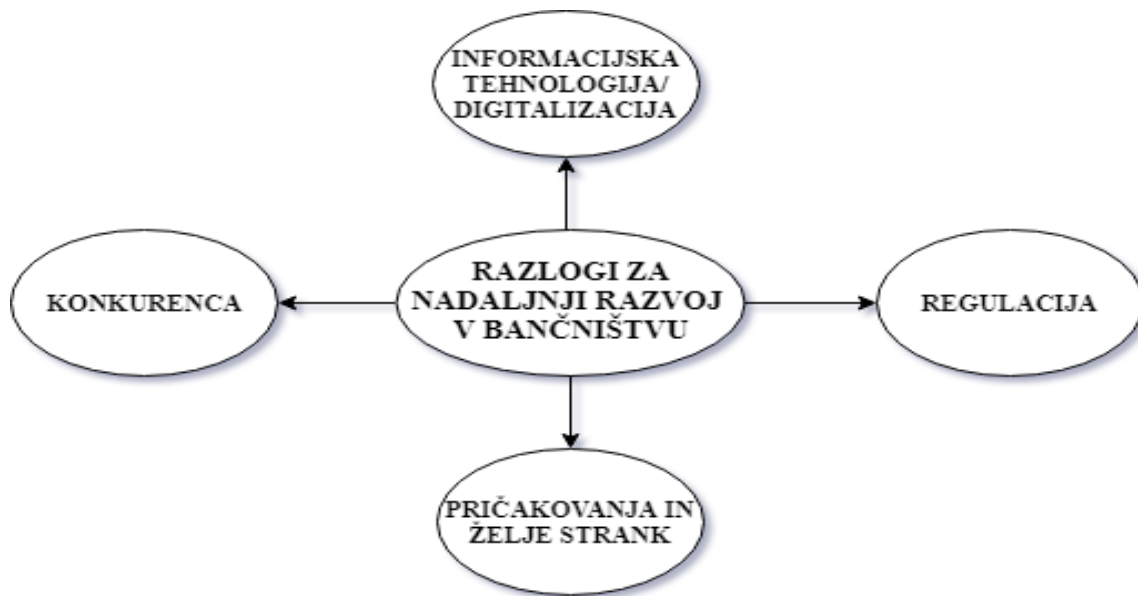 INFORMACIJSKA
TEHNOLOGIJA/
DIGITALIZACIJA
KONKURENCA
RAZLOGI ZA
NADALJNJI RAZVOJ
V BANČNIŠTVU
REGULACIJA
PRIČAKOVANJA IN
ŽELJE STRANK